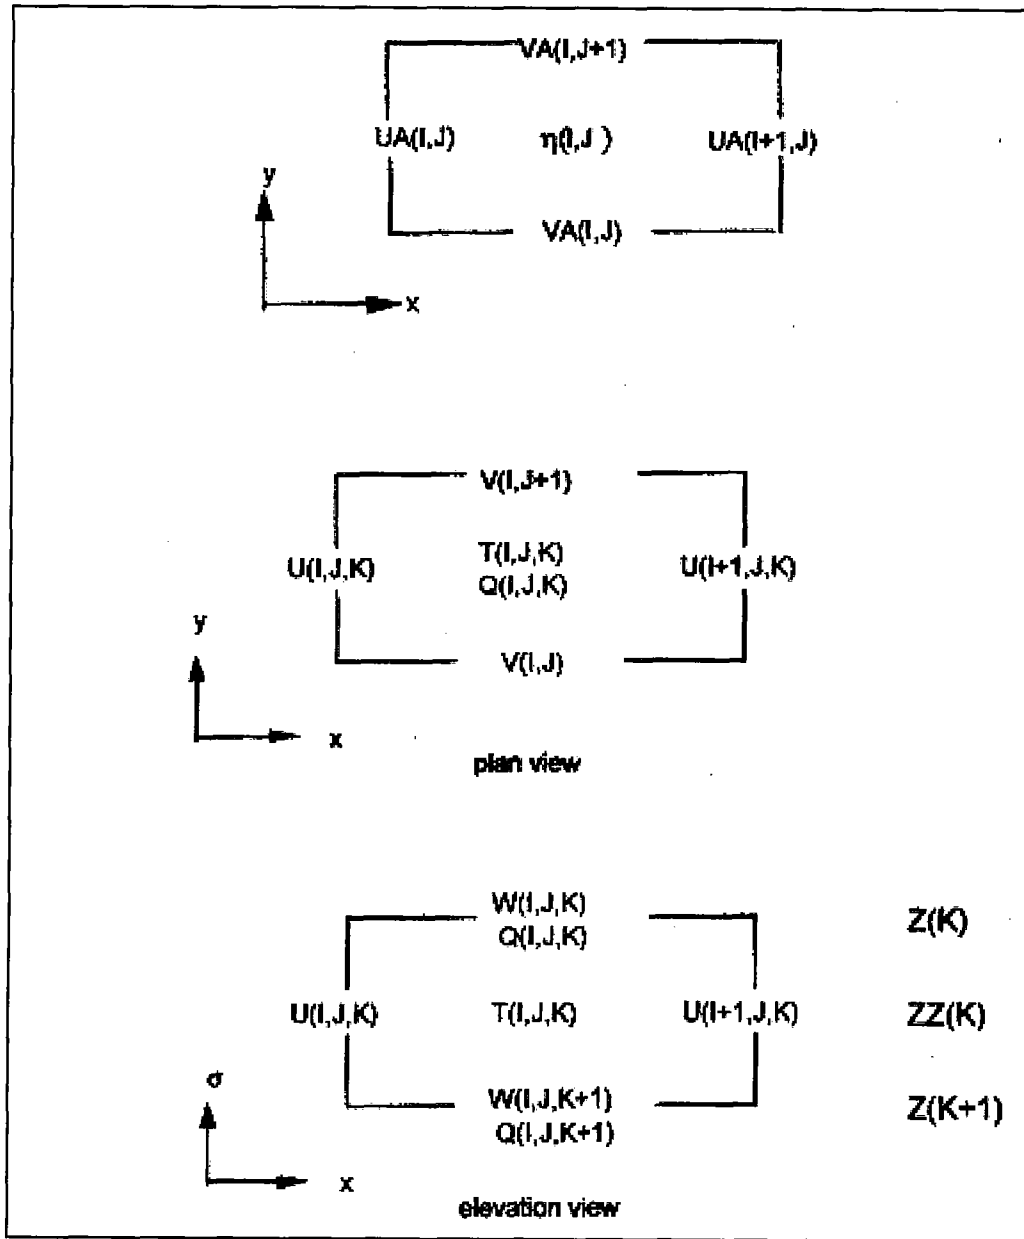 VA(I,J+1)
UA(I,J) η(I,J ) UA(I+1,J)
y
VA(I,J)
x
V(I,J+1)
T(I,J,K)
U(I,J,K) U(I+1,J,K)
Q(I,J,K)
y
V(I,J)
x
plan view
W(I,J,K) Z(K)
Q(I,J,K)
U(I,J,K) T(I,J,K) U(I+1,J,K) ZZ(K)
σ
W(I,J,K+1) Z(K+1)
Q(I,J,K+1)
x
elevation view